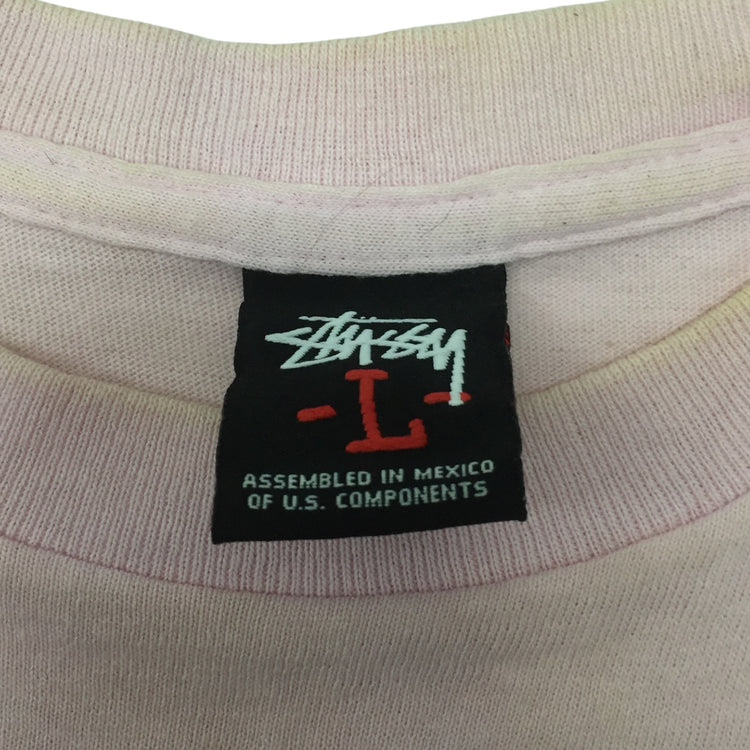 Stüssy
-L-
ASSEMBLED IN MEXICO
OF U.S. COMPONENTS